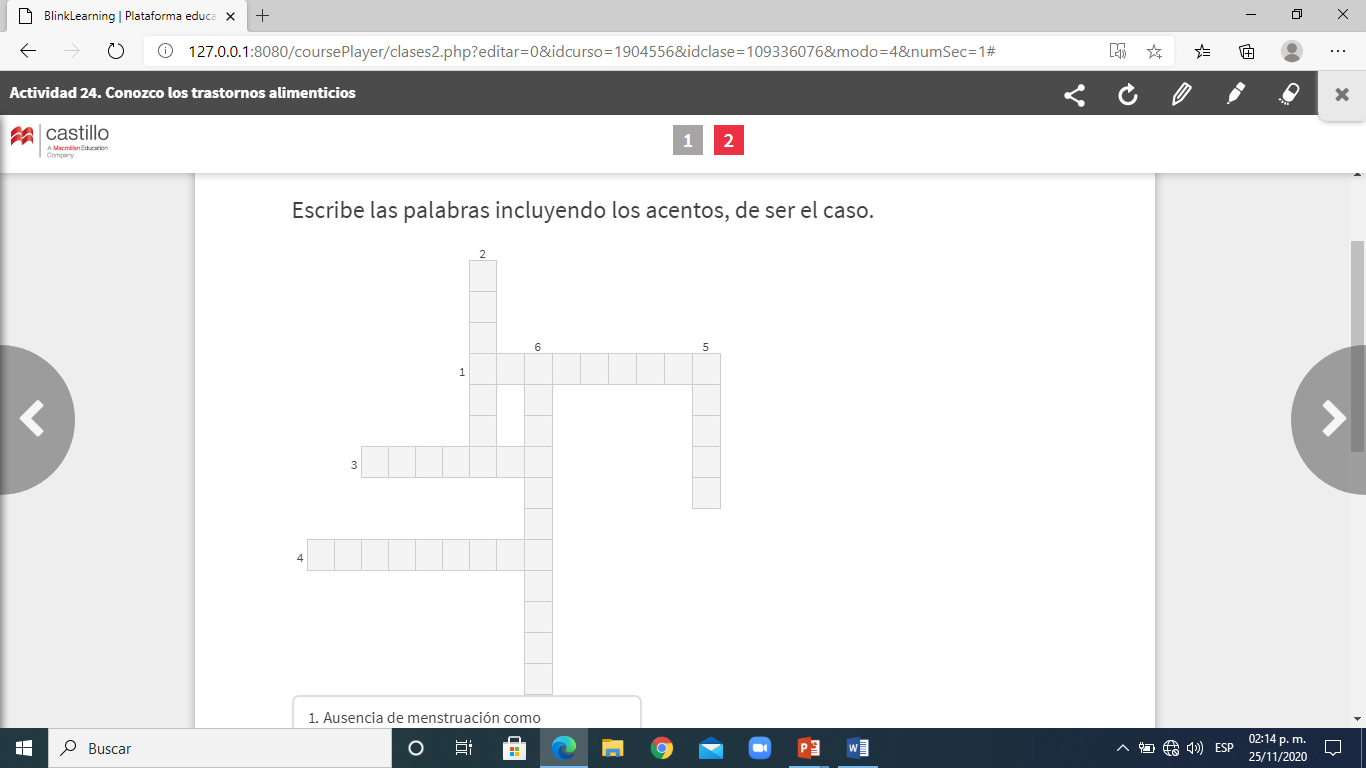 BlinkLearning | Plataforma educa
127.0.0.1:8080/coursePlayer/clases2.php?editar=0&idcurso=1904556&idclase=109336076&modo=4&numSec=1#
Actividad 24. Conozco los trastornos alimenticios
castillo
A Macmillan Education
Company
1 2
Escribe las palabras incluyendo los acentos, de ser el caso.
2
6 5
1
3
4
1. Ausencia de menstruación como
Buscar
ESP
02:14 p. m.
25/11/2020